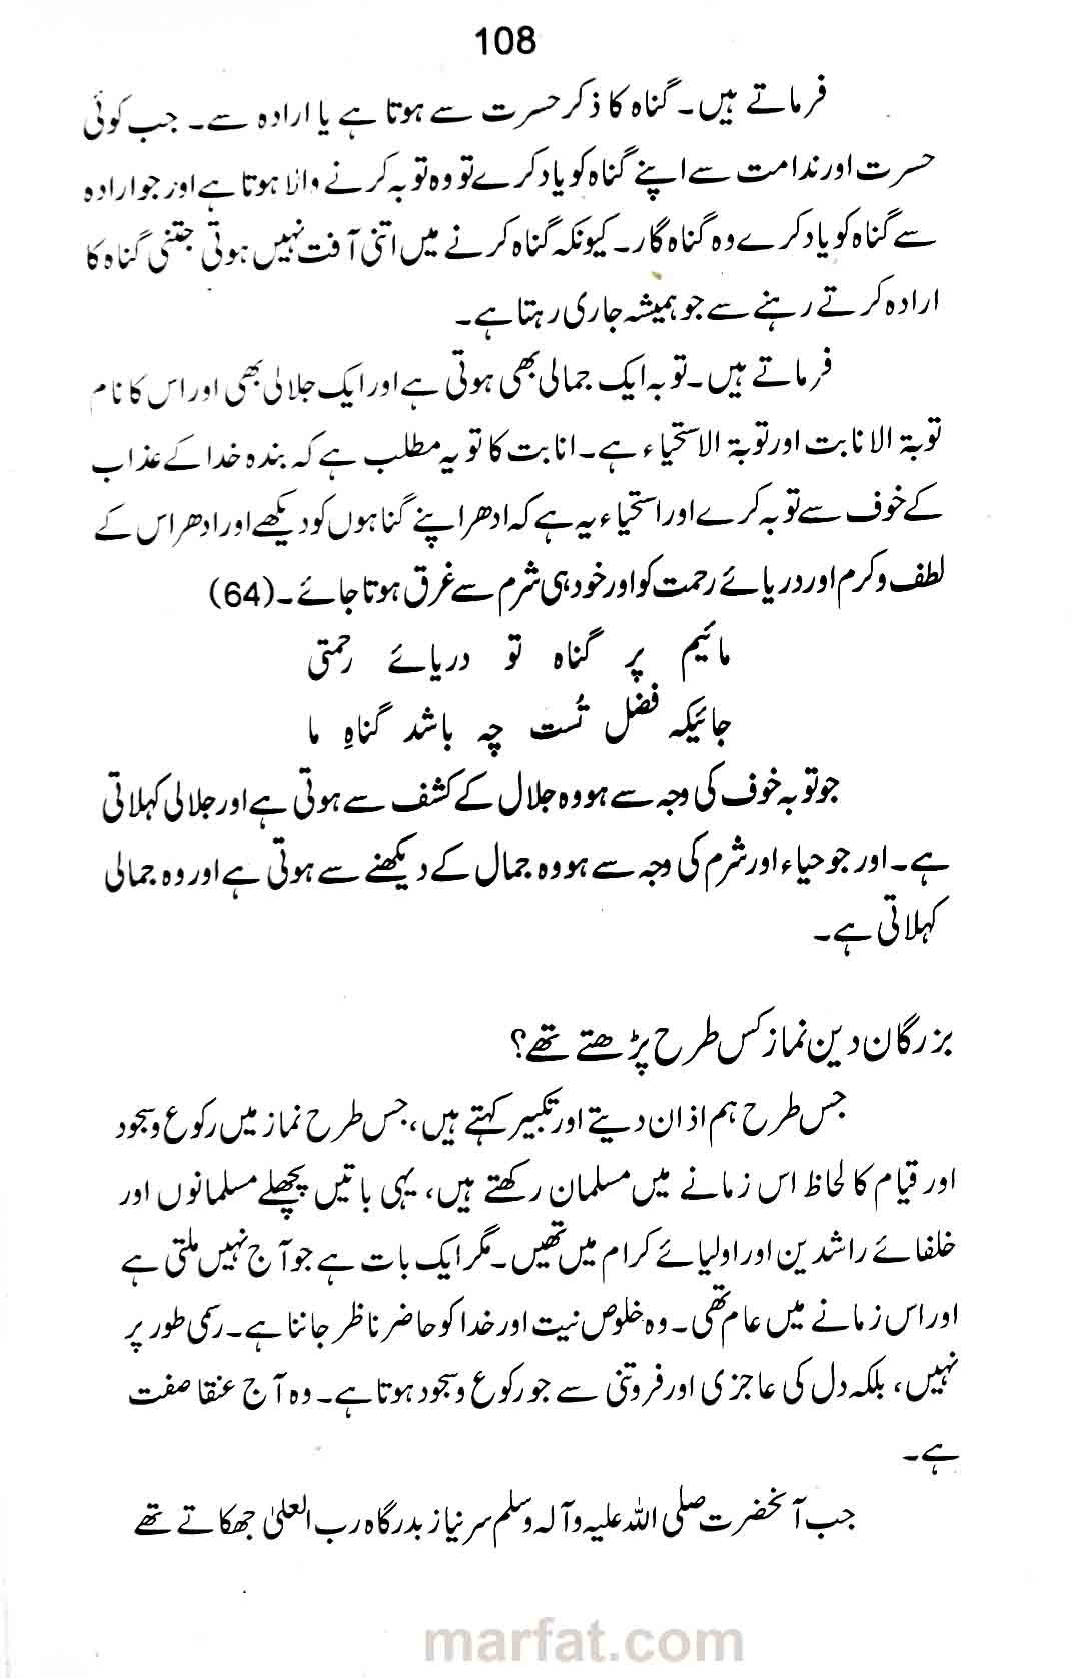 108
فرماتے ہیں۔ گناہ کا ذکر حسرت سے ہوتا ہے یا ارادہ سے۔ جب کوئی
حسرت اور ندامت سے اپنے گناہ کو یاد کرے تو وہ توبہ کرنے والا ہوتا ہے اور جو ارادہ
سے گناہ کو یاد کرے وہ گناہ گار۔ کیونکہ گناہ کرنے میں اتنی آفت نہیں ہوتی جتنی گناہ کا
ارادہ کرتے رہنے سے جو ہمیشہ جاری رہتا ہے۔
فرماتے ہیں۔ توبہ ایک جمالی بھی ہوتی ہے اور ایک جلالی بھی اور اس کا نام
توبۃ الانابت اور توبۃ الاستحیاء ہے۔ انابت کا تو یہ مطلب ہے کہ بندہ خدا کے عذاب
کے خوف سے توبہ کرے اور استحیاء یہ ہے کہ ادھر اپنے گناہوں کو دیکھے اور ادھر اس کے
لطف و کرم اور دریائے رحمت کو اور خود ہی شرم سے غرق ہوتا جائے۔ (64)
مائیم پر گناہ تو دریائے رحمتی
جائیکہ فضل تُست چہ باشد گناہِ ما
جو توبہ خوف کی وجہ سے ہو وہ جلال کے کشف سے ہوتی ہے اور جلالی کہلاتی
ہے۔ اور جو حیاء اور شرم کی وجہ سے ہو وہ جمال کے دیکھنے سے ہوتی ہے اور وہ جمالی
کہلاتی ہے۔
بزرگان دین نماز کس طرح پڑھتے تھے؟
جس طرح ہم اذان دیتے اور تکبیر کہتے ہیں، جس طرح نماز میں رکوع و سجود
اور قیام کا لحاظ اس زمانے میں مسلمان رکھتے ہیں، یہی باتیں پچھلے مسلمانوں اور
خلفائے راشدین اور اولیائے کرام میں تھیں۔ مگر ایک بات ہے جو آج نہیں ملتی ہے
اور اس زمانے میں عام تھی۔ وہ خلوص نیت اور خدا کو حاضر ناظر جاننا ہے۔ رسمی طور پر
نہیں، بلکہ دل کی عاجزی اور فروتنی سے جو رکوع و سجود ہوتا ہے۔ وہ آج عنقا صفت
ہے۔
جب آنحضرت صلی اللہ علیہ وآلہ وسلم سر نیاز بدرگاہ رب العلیٰ جھکاتے تھے
marfat.com